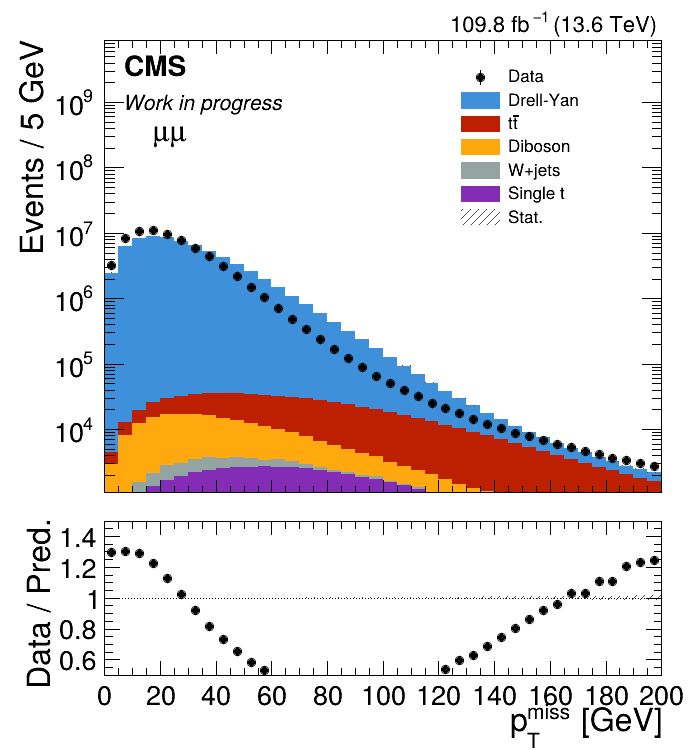 109.8 fb⁻¹ (13.6 TeV)
CMS
Work in progress
μμ
Data
Drell-Yan
tt̄
Diboson
W+jets
Single t
Stat.
Events / 5 GeV
10⁹
10⁸
10⁷
10⁶
10⁵
10⁴
Data / Pred.
1.4
1.2
1
0.8
0.6
0 20 40 60 80 100 120 140 160 180 200
p_T^miss [GeV]